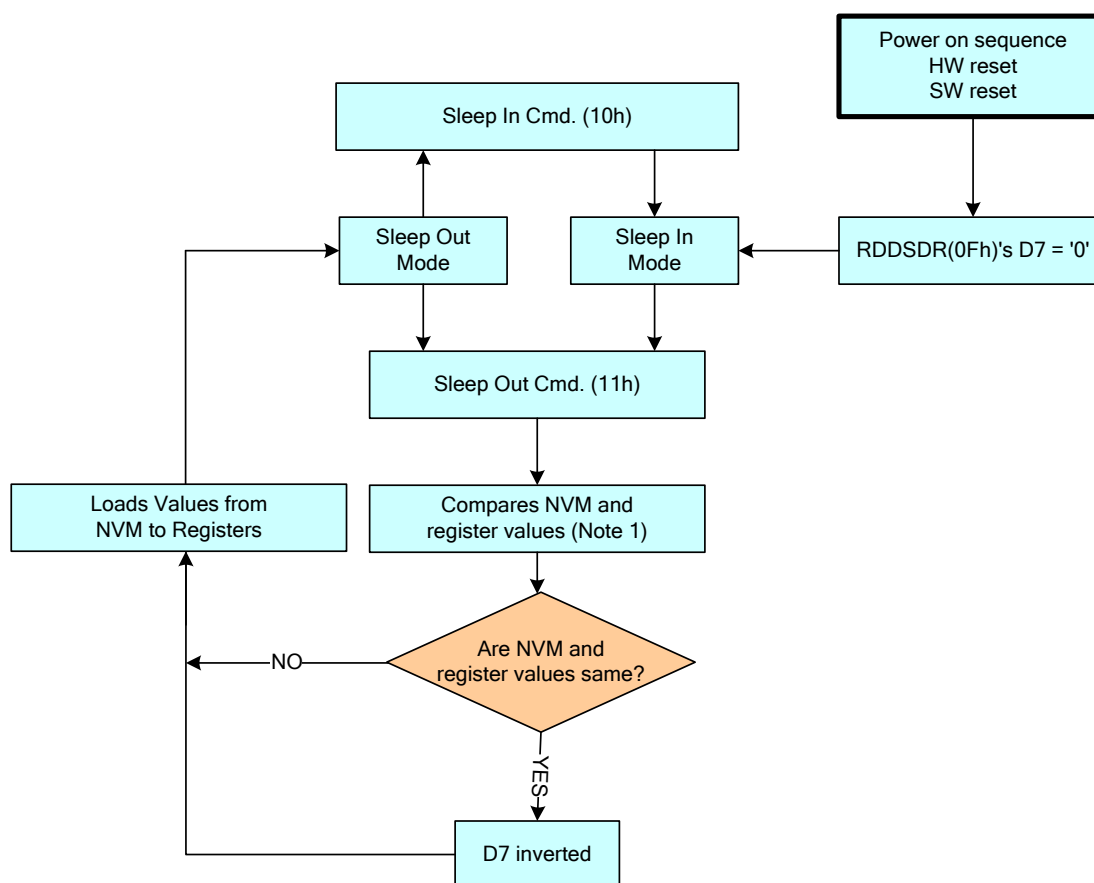 Power on sequence
HW reset
SW reset
Sleep In Cmd. (10h)
Sleep Out
Mode
Sleep In
Mode
RDDSDR(0Fh)'s D7 = '0'
Sleep Out Cmd. (11h)
Loads Values from
NVM to Registers
Compares NVM and
register values (Note 1)
Are NVM and
register values same?
NO
YES
D7 inverted